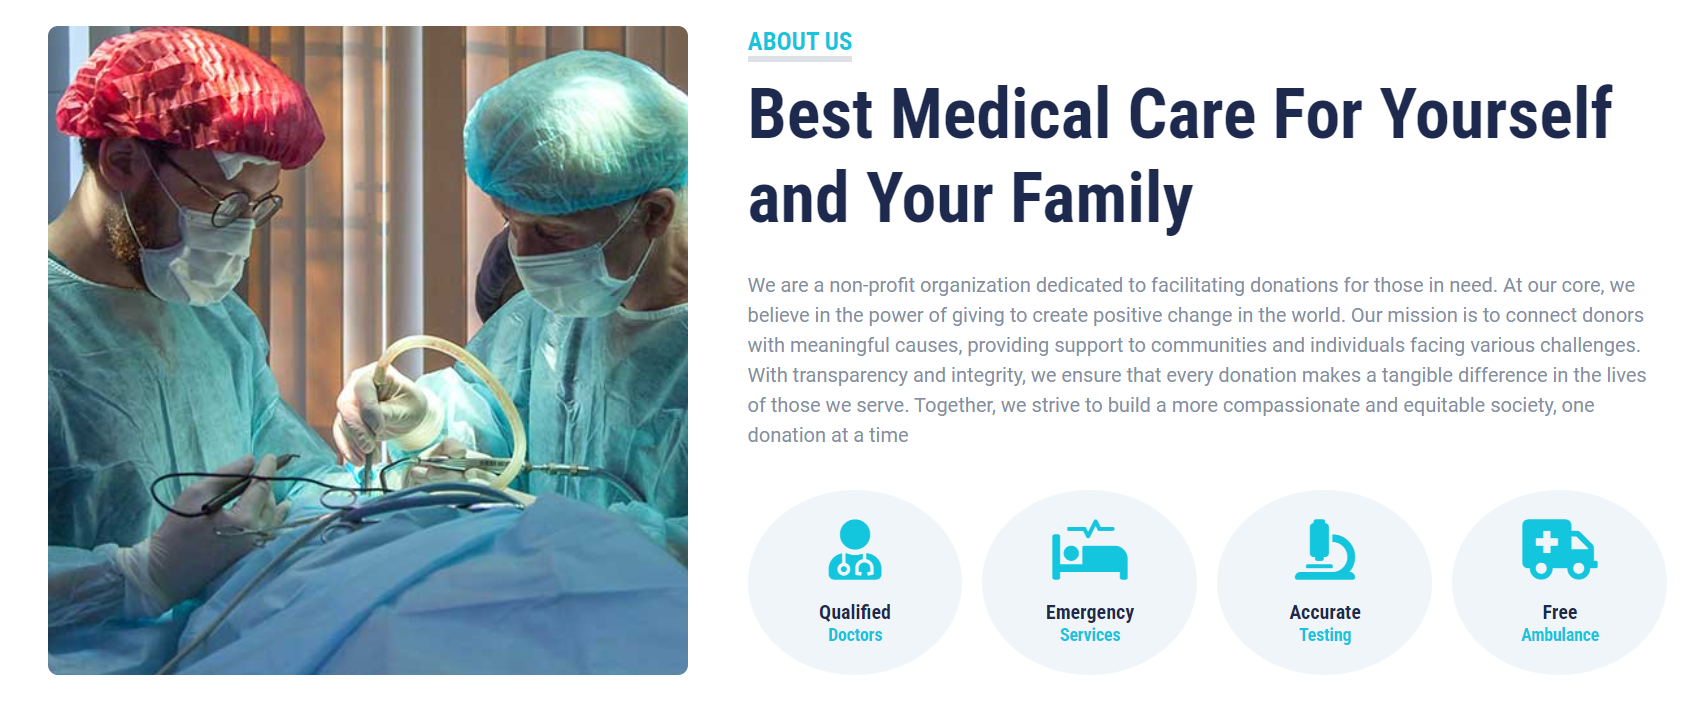 ABOUT US
Best Medical Care For Yourself
and Your Family
We are a non-profit organization dedicated to facilitating donations for those in need. At our core, we
believe in the power of giving to create positive change in the world. Our mission is to connect donors
with meaningful causes, providing support to communities and individuals facing various challenges.
With transparency and integrity, we ensure that every donation makes a tangible difference in the lives
of those we serve. Together, we strive to build a more compassionate and equitable society, one
donation at a time
Qualified
Doctors
Emergency
Services
Accurate
Testing
Free
Ambulance